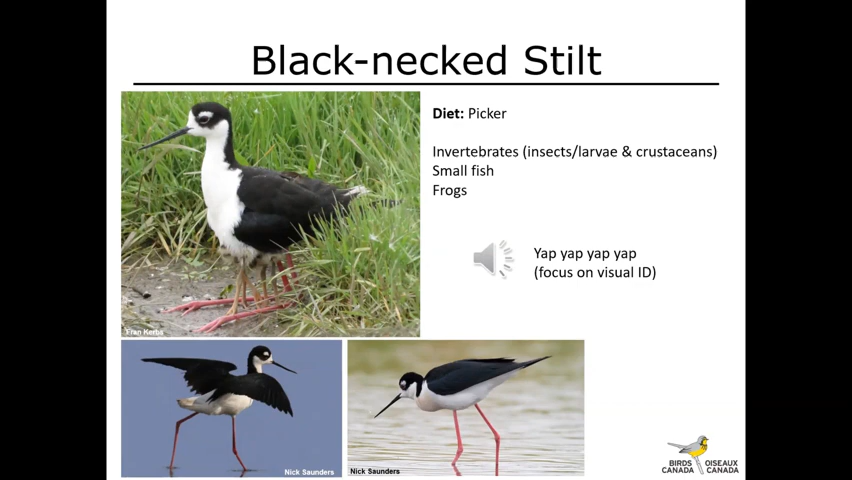 Black-necked Stilt
Diet: Picker
Invertebrates (insects/larvae & crustaceans)
Small fish
Frogs
Yap yap yap yap
(focus on visual ID)
Fran Kerbs
Nick Saunders
Nick Saunders
BIRDS CANADA
OISEAUX CANADA